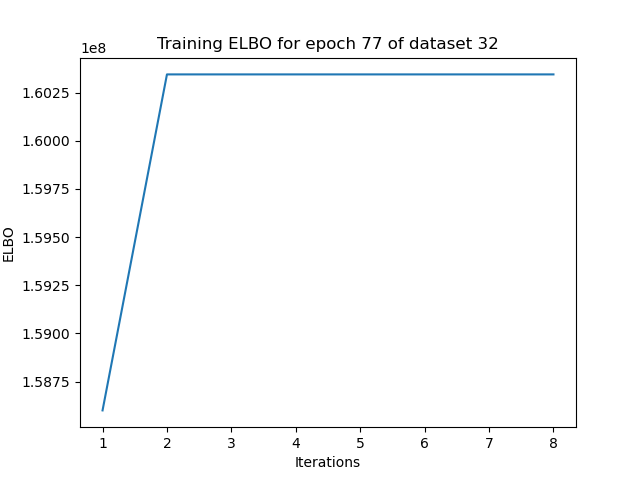 Training ELBO for epoch 77 of dataset 32
1e8
1.6025
1.6000
1.5975
1.5950
1.5925
1.5900
1.5875
ELBO
1 2 3 4 5 6 7 8
Iterations